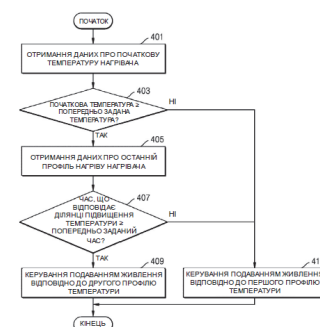 ПОЧАТОК
401
ОТРИМАННЯ ДАНИХ ПРО ПОЧАТКОВУ
ТЕМПЕРАТУРУ НАГРІВАЧА
403
ПОЧАТКОВА ТЕМПЕРАТУРА ≥
ПОПЕРЕДНЬО ЗАДАНА
ТЕМПЕРАТУРА?
НІ
ТАК
405
ОТРИМАННЯ ДАНИХ ПРО ОСТАННІЙ
ПРОФІЛЬ НАГРІВУ НАГРІВАЧА
407
ЧАС, ЩО
ВІДПОВІДАЄ
ДІЛЯНЦІ ПІДВИЩЕННЯ
ТЕМПЕРАТУРИ ≥
ПОПЕРЕДНЬО ЗАДАНИЙ
ЧАС?
НІ
ТАК
409
КЕРУВАННЯ ПОДАВАННЯМ ЖИВЛЕННЯ
ВІДПОВІДНО ДО ДРУГОГО ПРОФІЛЮ
ТЕМПЕРАТУРИ
КЕРУВАННЯ ПОДАВАННЯМ ЖИВЛЕННЯ
ВІДПОВІДНО ДО ПЕРШОГО ПРОФІЛЮ
ТЕМПЕРАТУРИ
КІНЕЦЬ